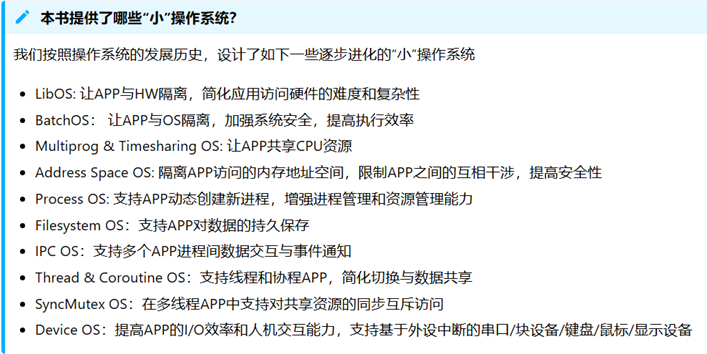 本书提供了哪些“小”操作系统？
我们按照操作系统的发展历史，设计了如下一些逐步进化的“小”操作系统
• LibOS: 让APP与HW隔离，简化应用访问硬件的难度和复杂性
• BatchOS： 让APP与OS隔离，加强系统安全，提高执行效率
• Multiprog & Timesharing OS: 让APP共享CPU资源
• Address Space OS: 隔离APP访问的内存地址空间，限制APP之间的互相干涉，提高安全性
• Process OS: 支持APP动态创建新进程，增强进程管理和资源管理能力
• Filesystem OS：支持APP对数据的持久保存
• IPC OS：支持多个APP进程间数据交互与事件通知
• Thread & Coroutine OS：支持线程和协程APP，简化切换与数据共享
• SyncMutex OS：在多线程APP中支持对共享资源的同步互斥访问
• Device OS：提高APP的I/O效率和人机交互能力，支持基于外设中断的串口/块设备/键盘/鼠标/显示设备